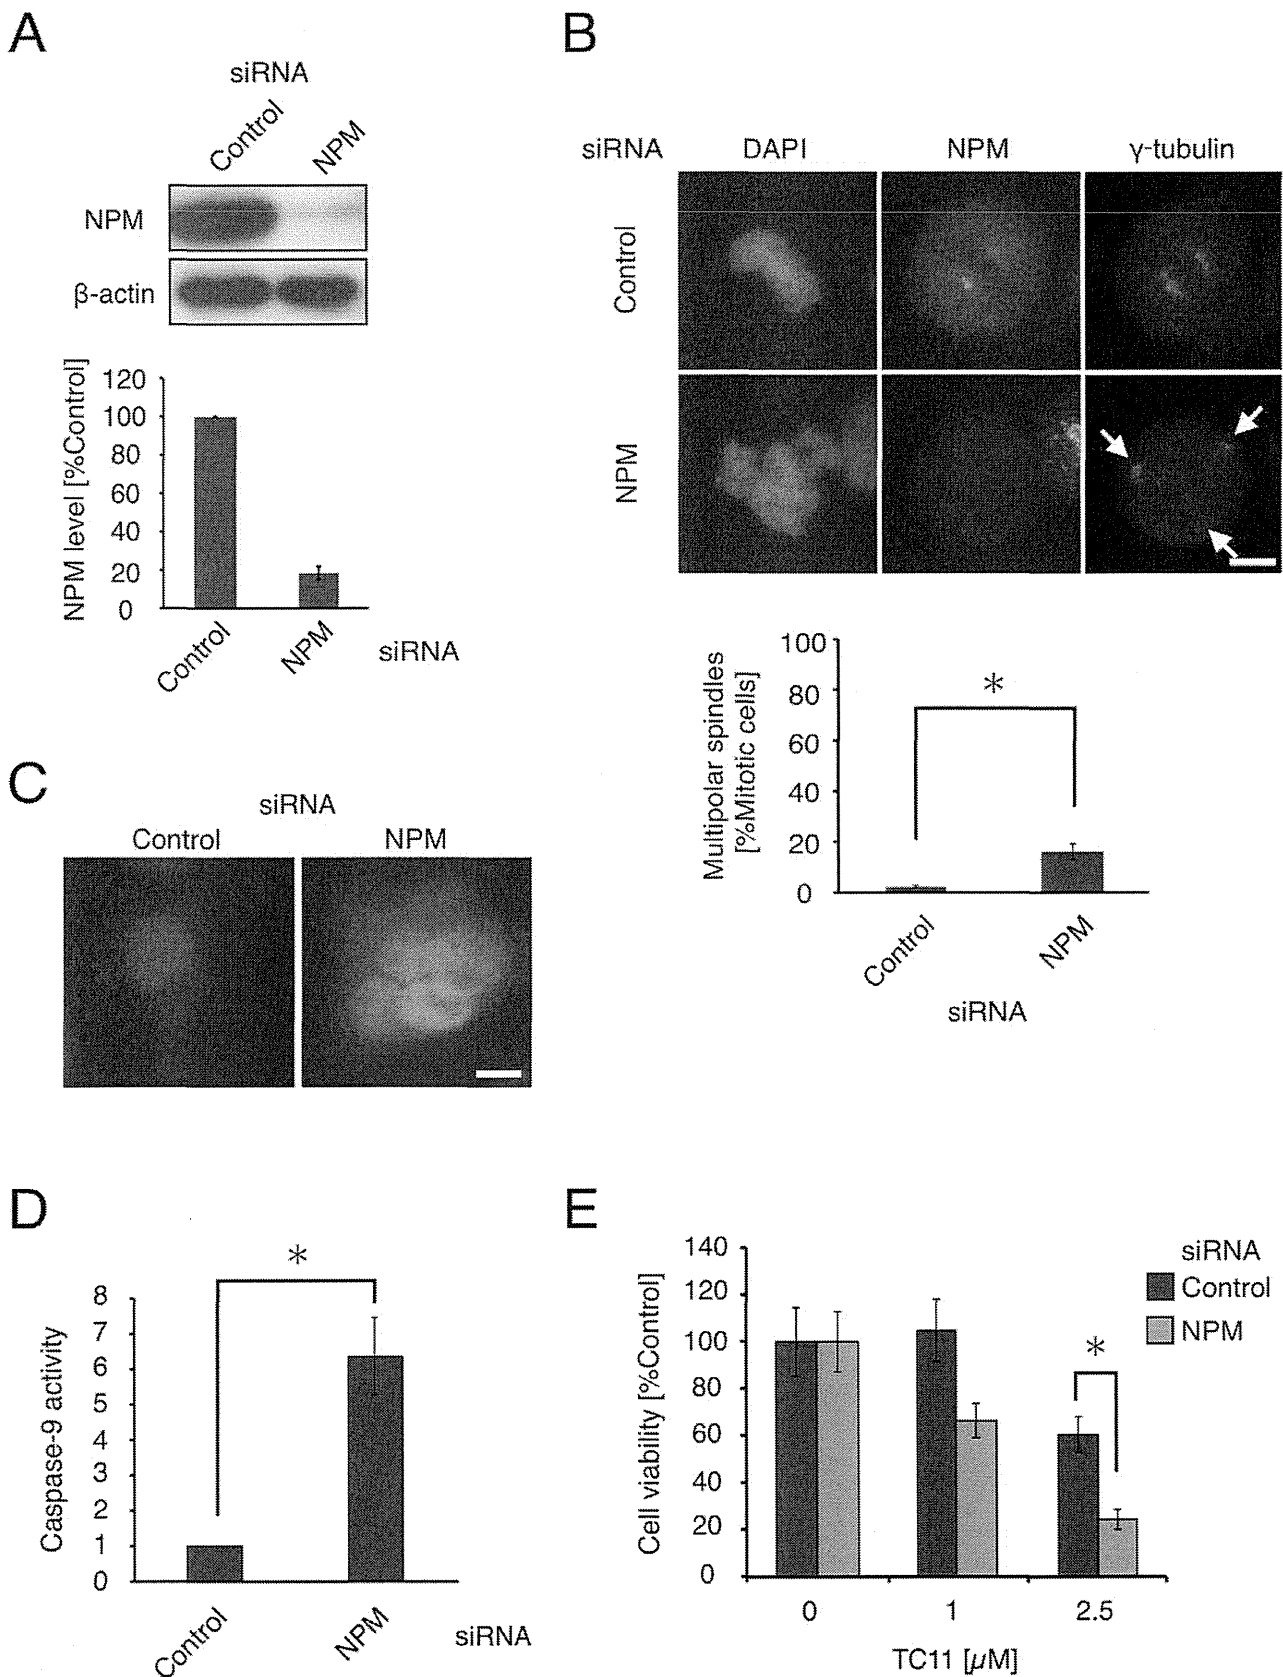 A
siRNA
Control
NPM
NPM
β-actin
NPM level [%Control]
120
100
80
60
40
20
0
Control
NPM
siRNA
B
siRNA
DAPI
NPM
γ-tubulin
Control
NPM
Multipolar spindles
[%Mitotic cells]
100
80
60
40
20
0
*
Control
NPM
siRNA
C
siRNA
Control
NPM
D
Caspase-9 activity
8
7
6
5
4
3
2
1
0
*
Control
NPM
siRNA
E
Cell viability [%Control]
140
120
100
80
60
40
20
0
*
siRNA
Control
NPM
0
1
2.5
TC11 [μM]